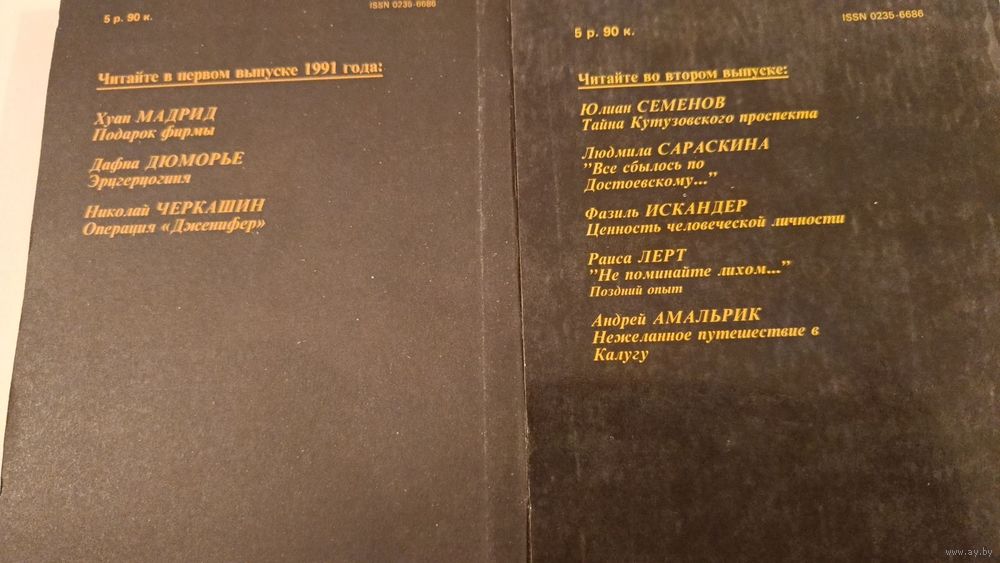 5 р. 90 к.
ISSN 0235-6686
Читайте в первом выпуске 1991 года:
Хуан МАДРИД
Подарок фирмы
Дафна ДЮМОРЬЕ
Эрцгерцогиня
Николай ЧЕРКАШИН
Операция «Дженифер»
5 р. 90 к.
ISSN 0235-6686
Читайте во втором выпуске:
Юлиан СЕМЕНОВ
Тайна Кутузовского проспекта
Людмила САРАСКИНА
"Все сбылось по
Достоевскому..."
Фазиль ИСКАНДЕР
Ценность человеческой личности
Раиса ЛЕРТ
"Не поминайте лихом..."
Поздний опыт
Андрей АМАЛЬРИК
Нежеланное путешествие в
Калугу
www.ay.by